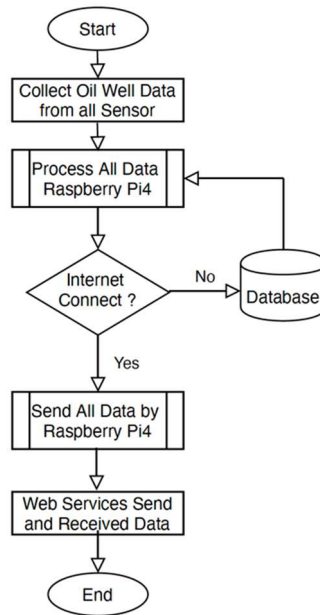 Start
Collect Oil Well Data
from all Sensor
Process All Data
Raspberry Pi4
Internet
Connect ?
No
Database
Yes
Send All Data by
Raspberry Pi4
Web Services Send
and Received Data
End